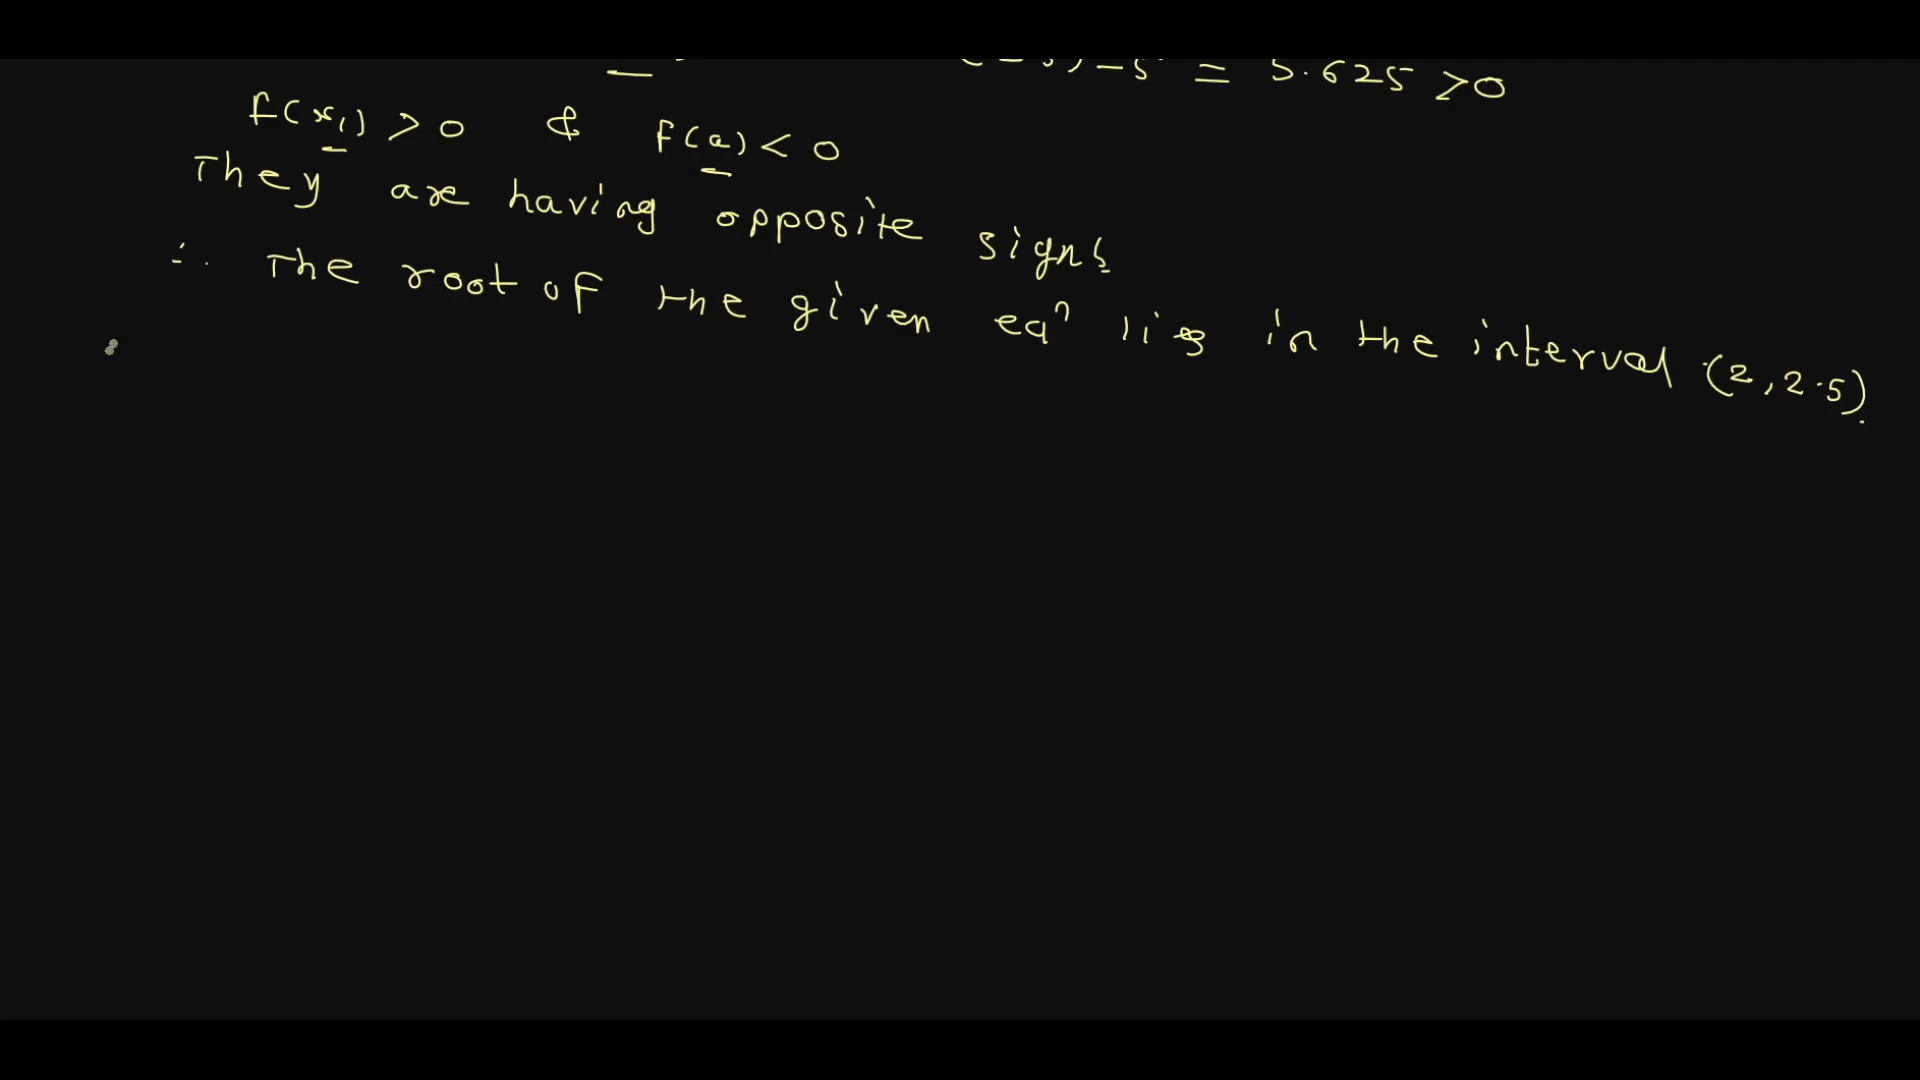 -5 = 5.625 >0
f(x₁) > 0 & f(a) < 0
They are having opposite signs
∴ The root of the given eqⁿ lies in the interval (2, 2.5).